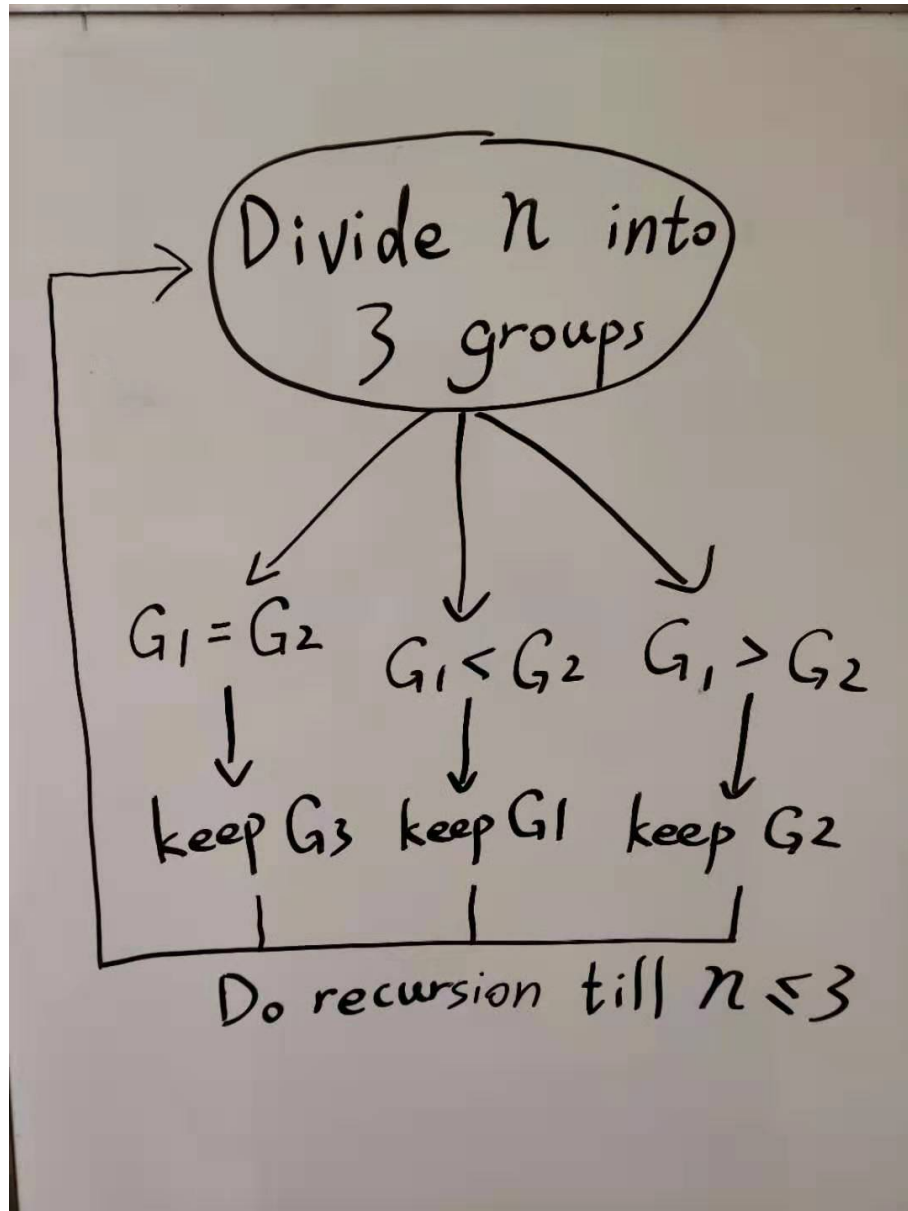 Divide n into
3 groups
G1 = G2
G1 < G2
G1 > G2
keep G3
keep G1
keep G2
Do recursion till n ≤ 3